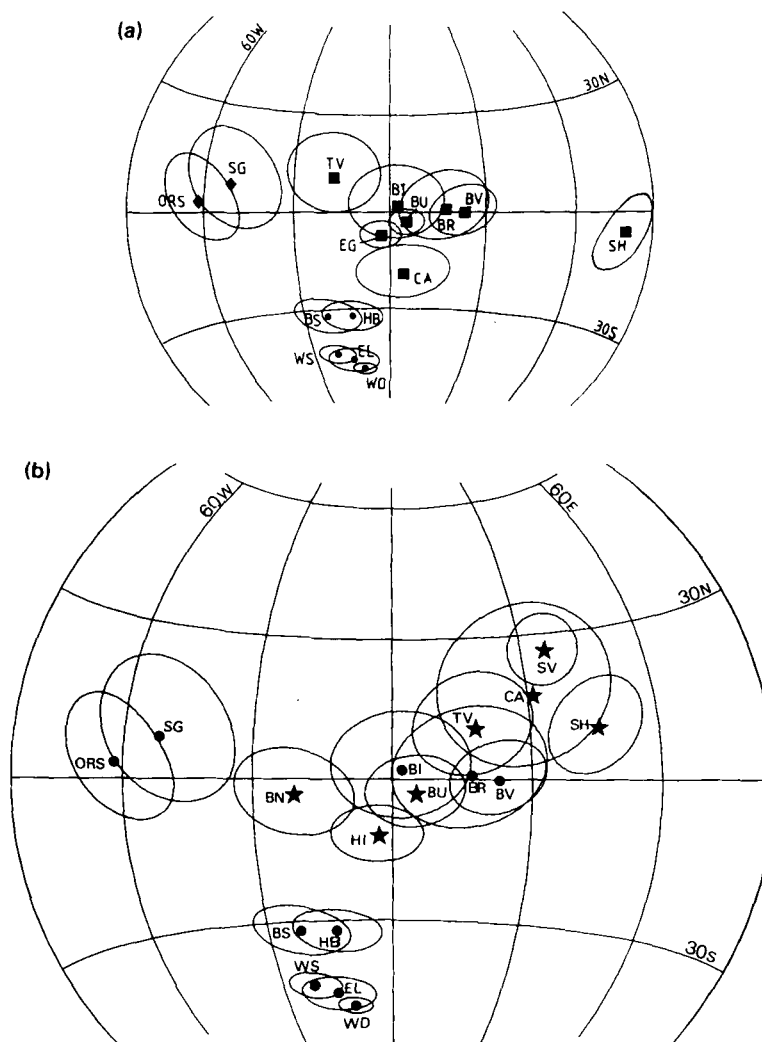 (a)
60W
30N
SG
TV
ORS
BI
BU
BV
BR
EG
SH
CA
BS
HB
30S
WS
EL
WD
(b)
60W
60E
30N
SV
CA
SG
TV
SH
ORS
BI
BR
BN
BU
BV
HI
BS
HB
30S
WS
EL
WD